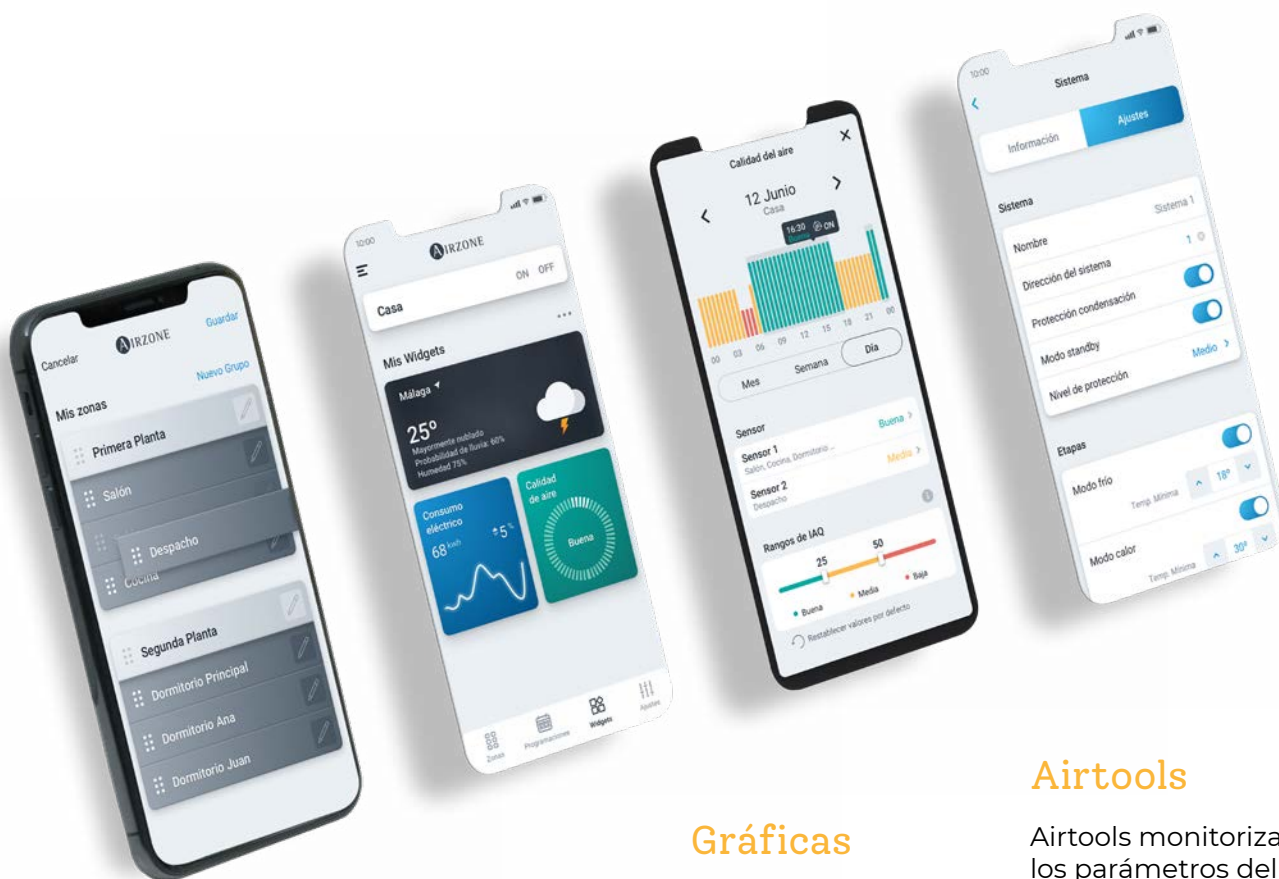 Cancelar
AIRZONE
Guardar
Nuevo Grupo
Mis zonas
Primera Planta
Salón
Despacho
Cocina
Segunda Planta
Dormitorio Principal
Dormitorio Ana
Dormitorio Juan
10:00
AIRZONE
Casa
ON OFF
Mis Widgets
Málaga
25º
Mayormente nublado
Probabilidad de lluvia: 60%
Humedad 75%
Consumo
eléctrico
68 kwh
5 %
Calidad
de aire
Buena
Zonas
Programaciones
Widgets
Ajustes
Calidad del aire
12 Junio
Casa
16:30 ON
Buena
00 03 06 09 12 15 18 21 00
Mes Semana Día
Sensor
Sensor 1
Salón, Cocina, Dormitorio...
Buena
Sensor 2
Despacho
Media
Rangos de IAQ
25 50
Buena Media Baja
Restablecer valores por defecto
10:00
Sistema
Información Ajustes
Sistema
Nombre Sistema 1
Dirección del sistema 1
Protección condensación
Modo standby
Nivel de protección Medio
Etapas
Modo frío
Temp. Mínima 18º
Modo calor
Temp. Mínima 30º
Gráficas
Airtools
Airtools monitoriza
los parámetros del